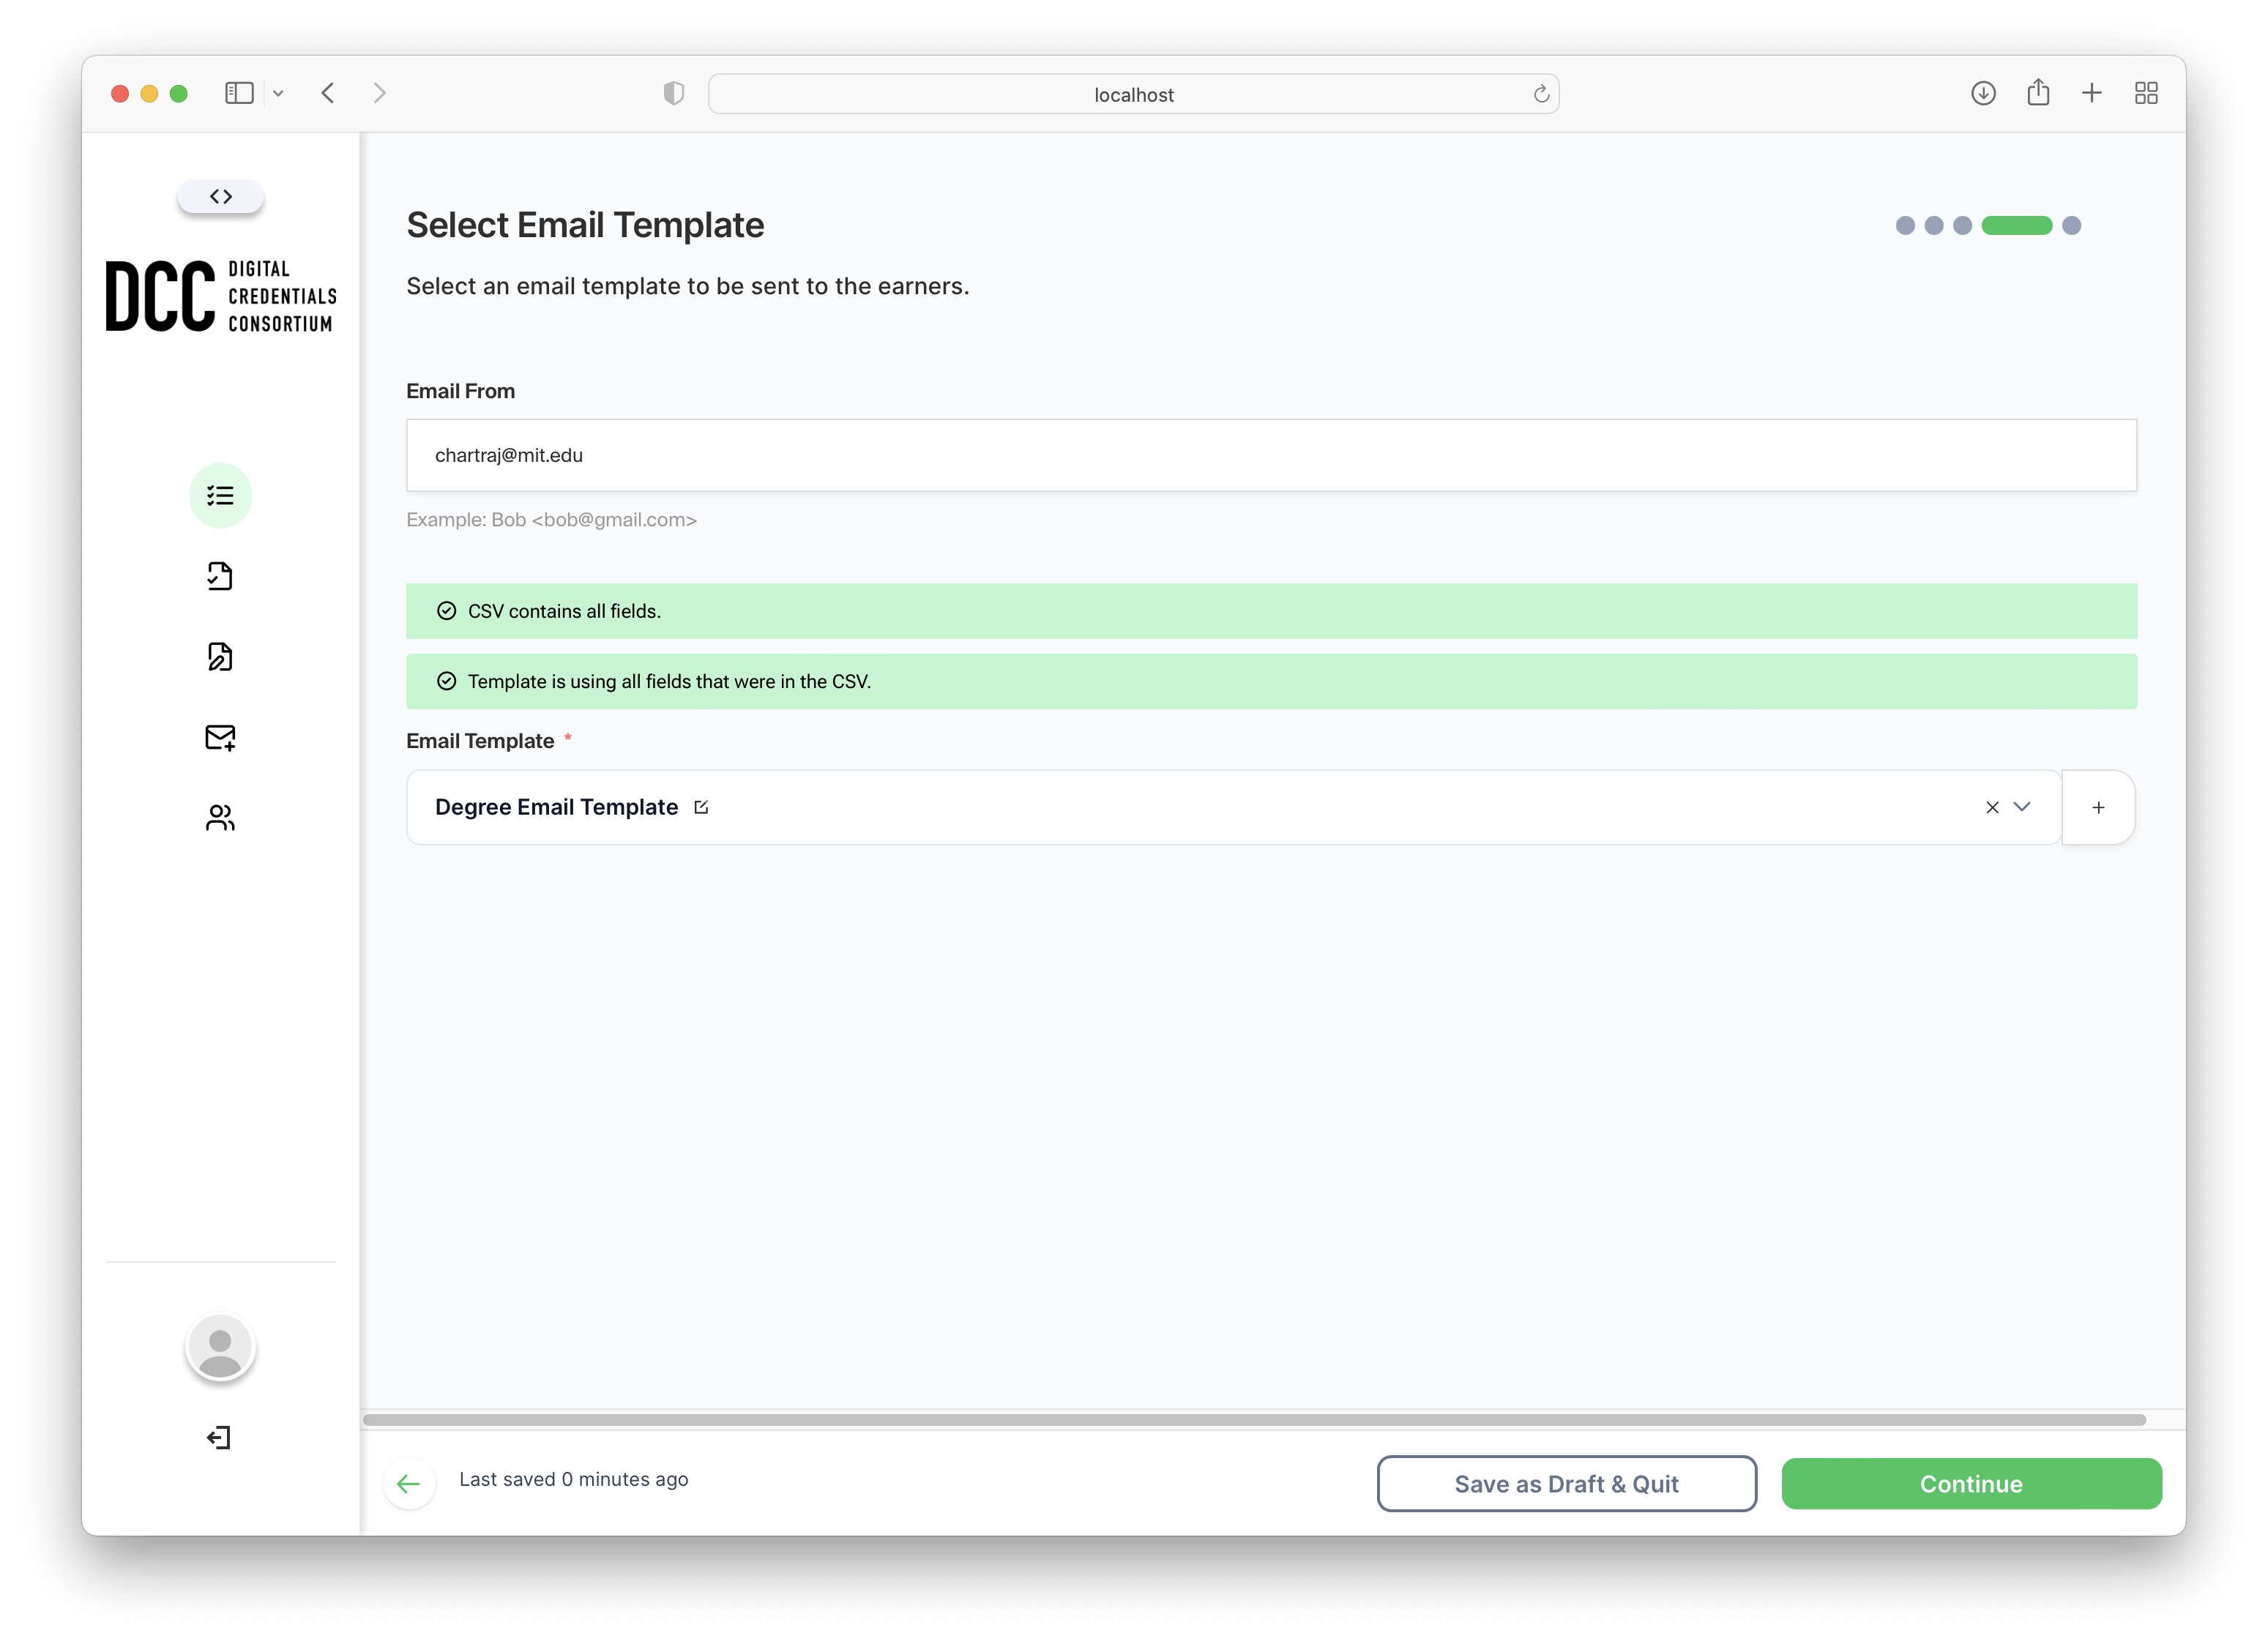 localhost
DCC DIGITAL
CREDENTIALS
CONSORTIUM
Select Email Template
Select an email template to be sent to the earners.
Email From
chartraj@mit.edu
Example: Bob <bob@gmail.com>
CSV contains all fields.
Template is using all fields that were in the CSV.
Email Template *
Degree Email Template
Last saved 0 minutes ago
Save as Draft & Quit
Continue